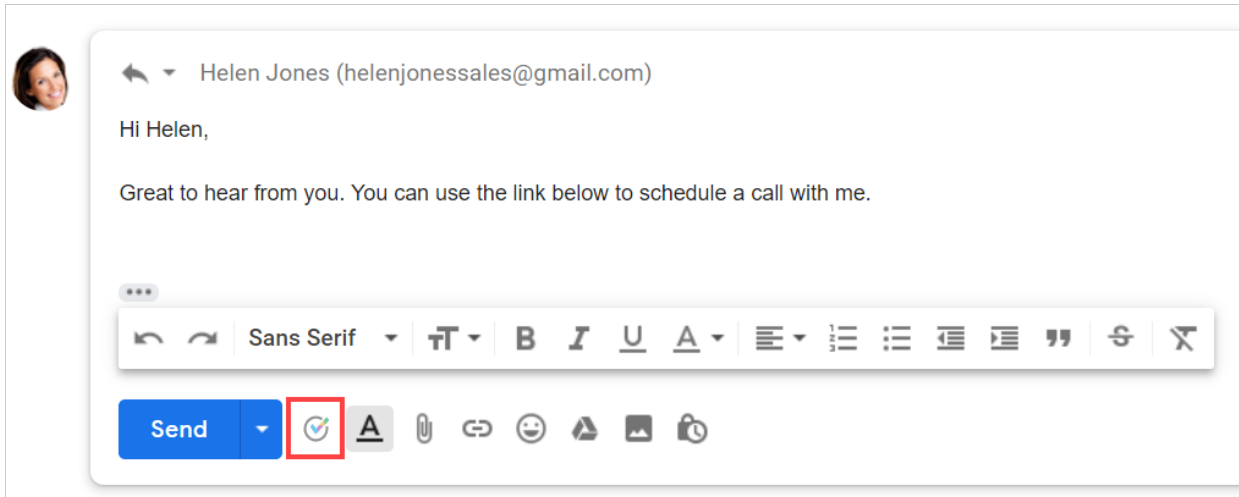 Helen Jones (helenjonessales@gmail.com)
Hi Helen,
Great to hear from you. You can use the link below to schedule a call with me.
Sans Serif
Send